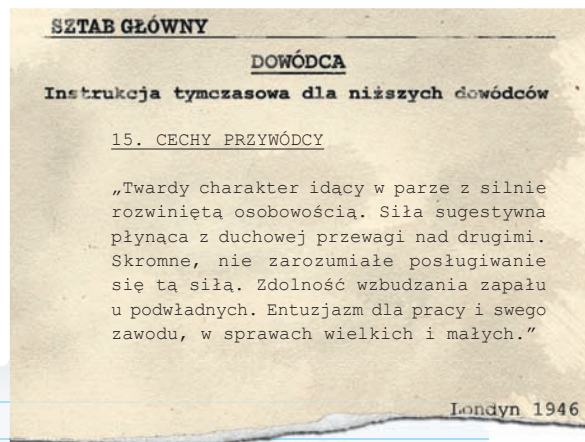 SZTAB GŁÓWNY
DOWÓDCA
Instrukcja tymczasowa dla niższych dowódców
15. CECHY PRZYWÓDCY
„Twardy charakter idący w parze z silnie
rozwiniętą osobowością. Siła sugestywna
płynąca z duchowej przewagi nad drugimi.
Skromne, nie zarozumiałe posługiwanie
się tą siłą. Zdolność wzbudzania zapału
u podwładnych. Entuzjazm dla pracy i swego
zawodu, w sprawach wielkich i małych.”
Londyn 1946